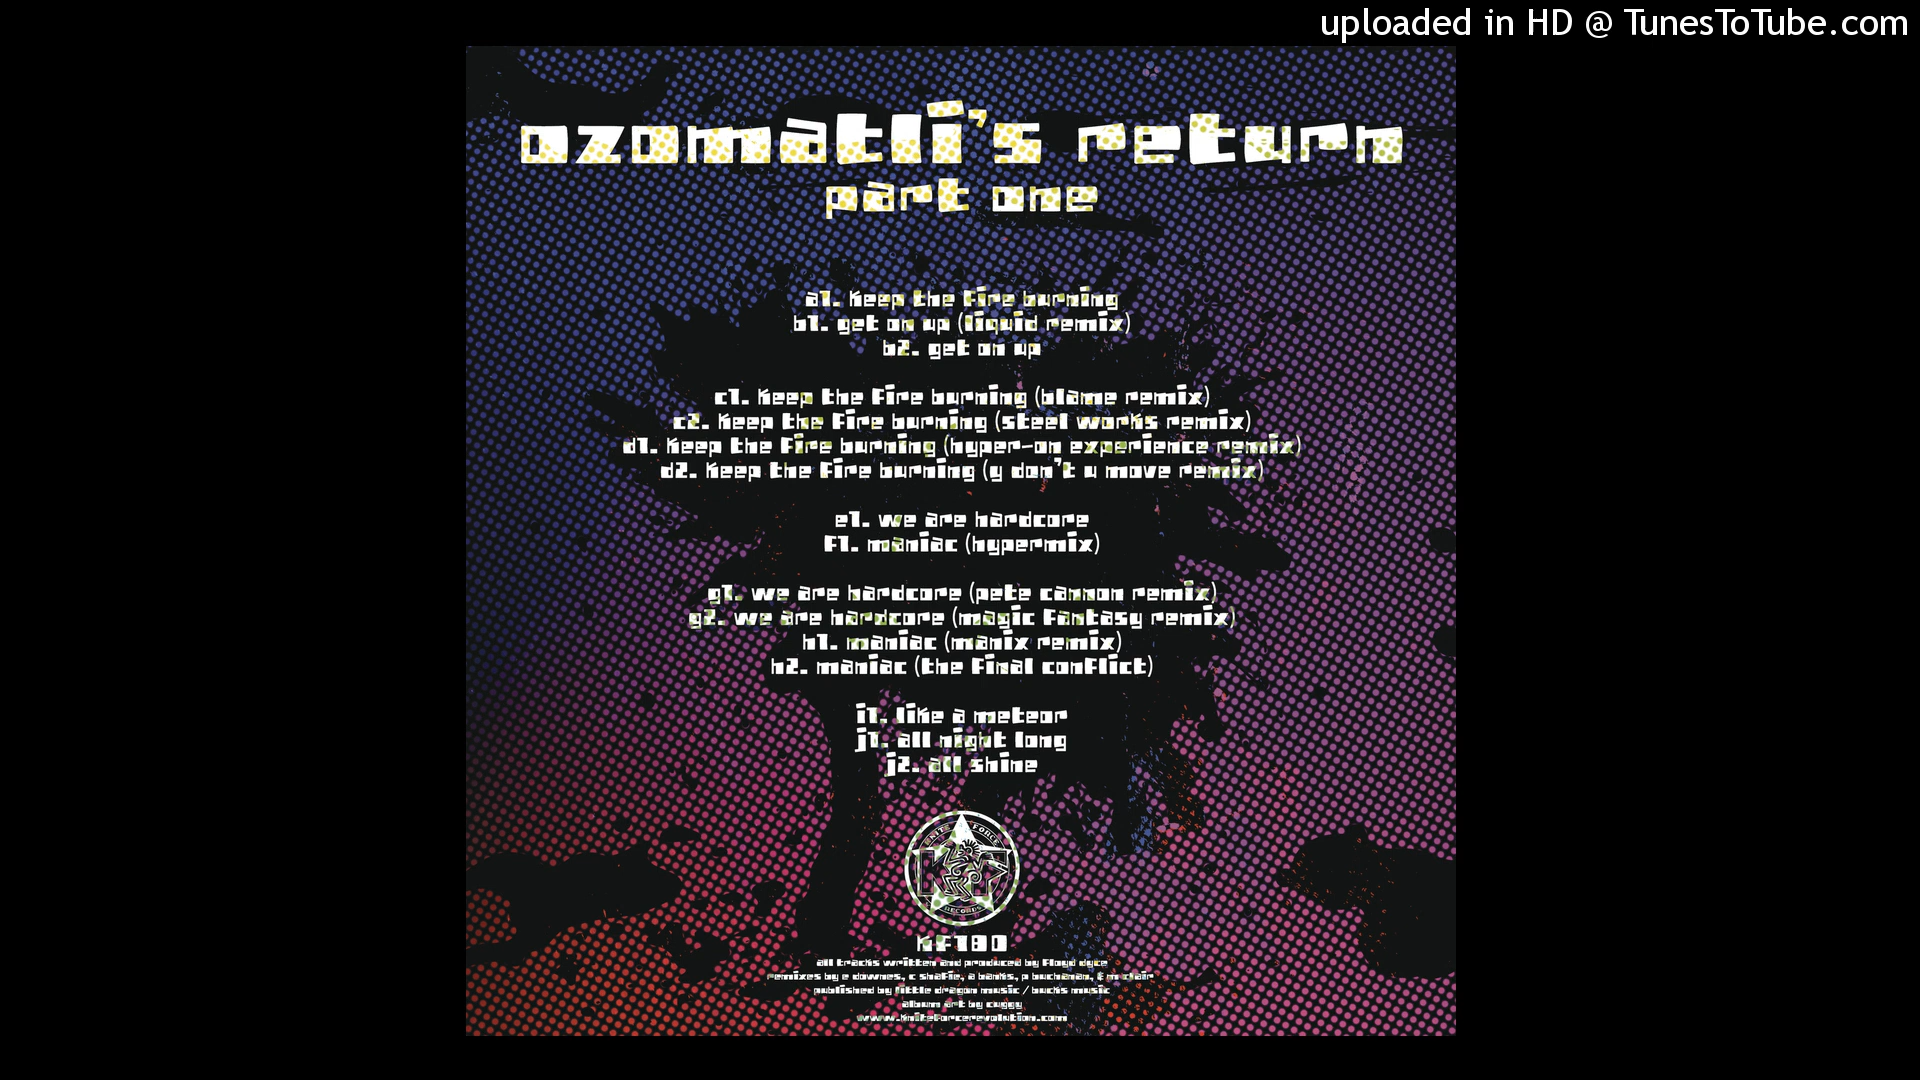 uploaded in HD @ TunesToTube.com
ozomatli's return
part one
a1. keep the fire burning
b1. get on up (liquid remix)
b2. get on up
c1. keep the fire burning (blame remix)
c2. keep the fire burning (steel works remix)
d1. keep the fire burning (hyper-on experience remix)
d2. keep the fire burning (y don't u move remix)
e1. we are hardcore
f1. maniac (hypermix)
g1. we are hardcore (pete cannon remix)
g2. we are hardcore (magic fantasy remix)
h1. maniac (manix remix)
h2. maniac (the final conflict)
i1. like a meteor
j1. all night long
j2. all shine
KNITE FORCE
KF
RECORDS
KF180
all tracks written and produced by floyd dyce
remixes by e downes, c shafie, a banks, p buchanan, & m clair
published by little dragon music / bucks music
album art by cuggy
www.kniteforcerevolution.com